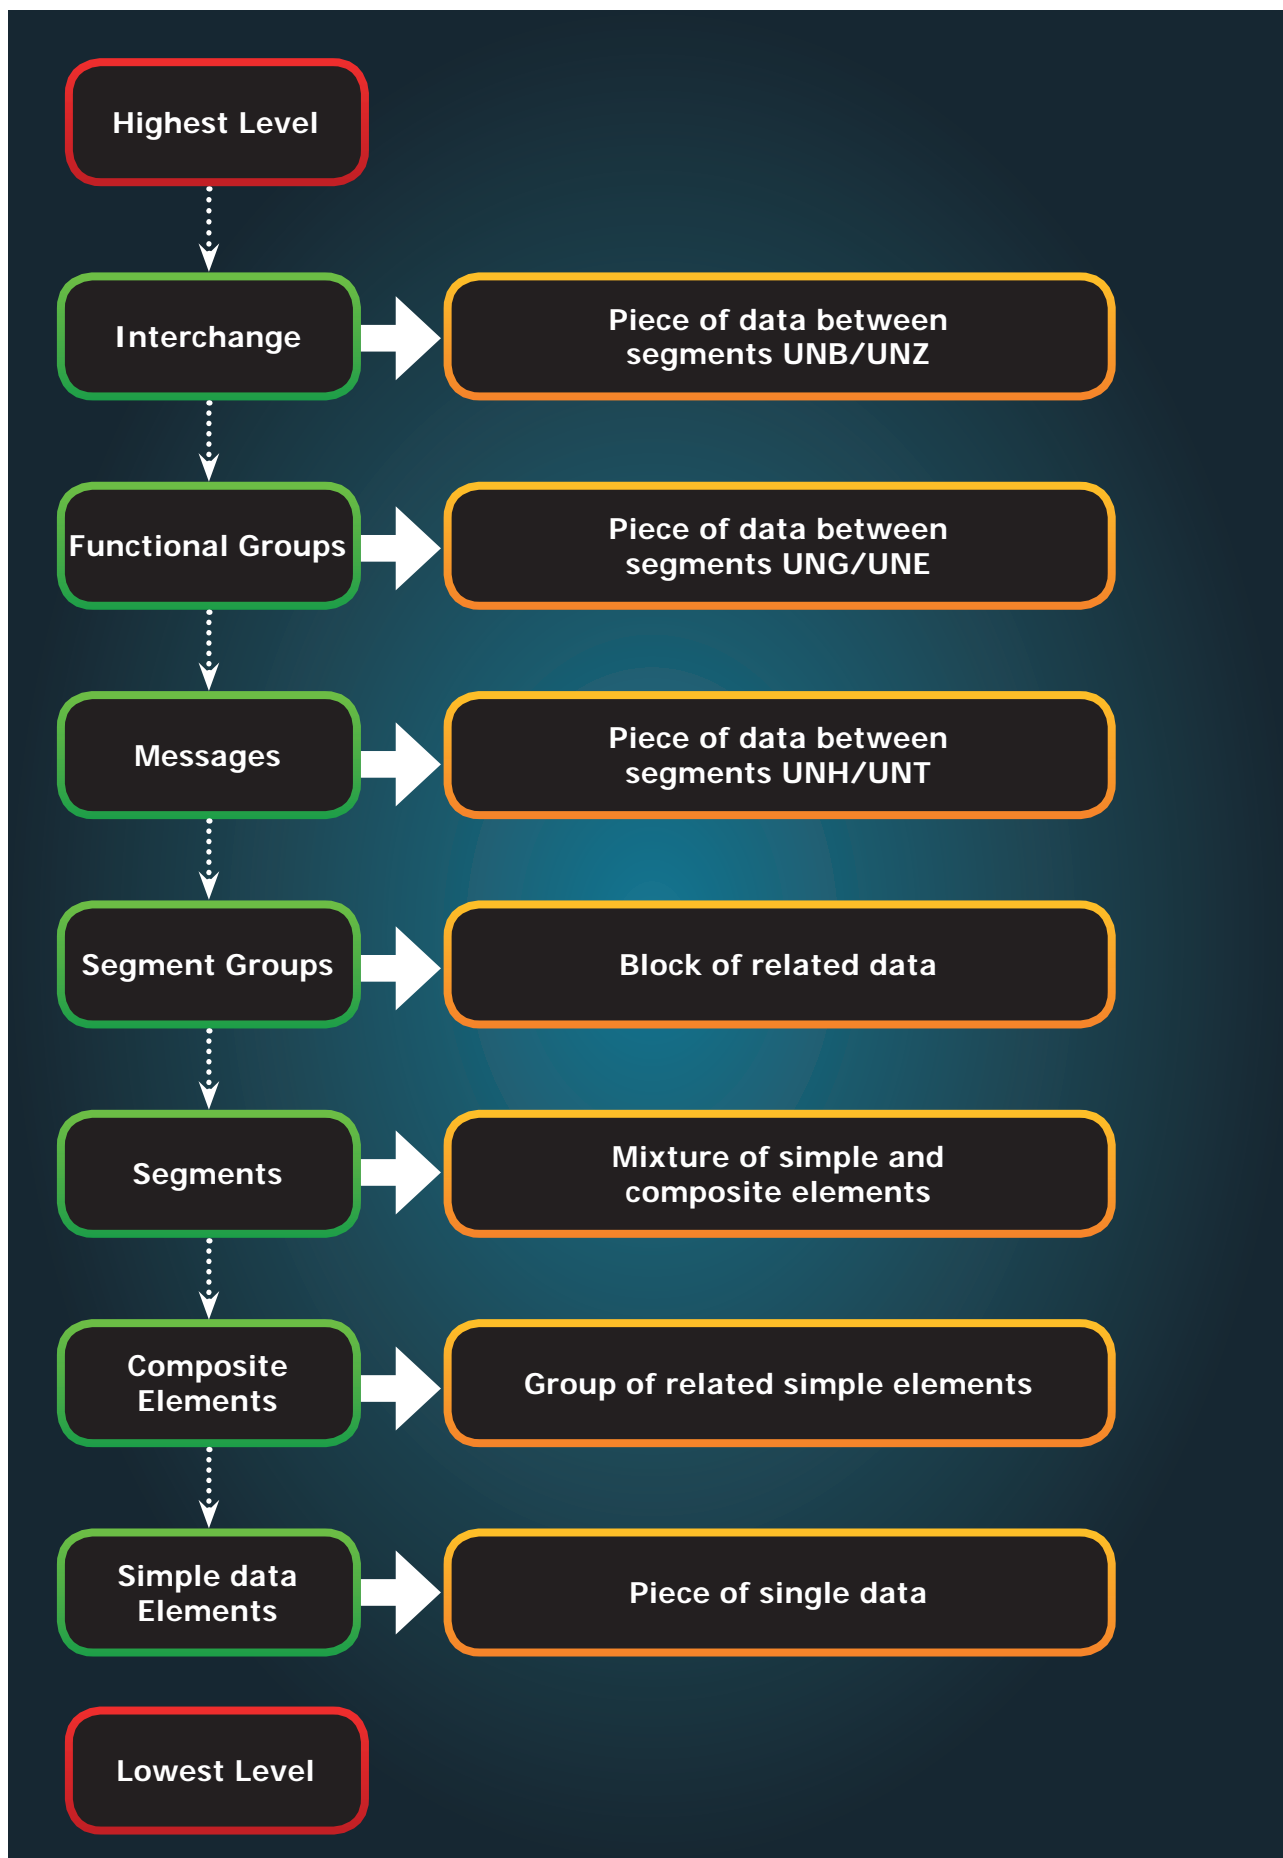 Highest Level
Interchange
Piece of data between
segments UNB/UNZ
Functional Groups
Piece of data between
segments UNG/UNE
Messages
Piece of data between
segments UNH/UNT
Segment Groups
Block of related data
Segments
Mixture of simple and
composite elements
Composite
Elements
Group of related simple elements
Simple data
Elements
Piece of single data
Lowest Level